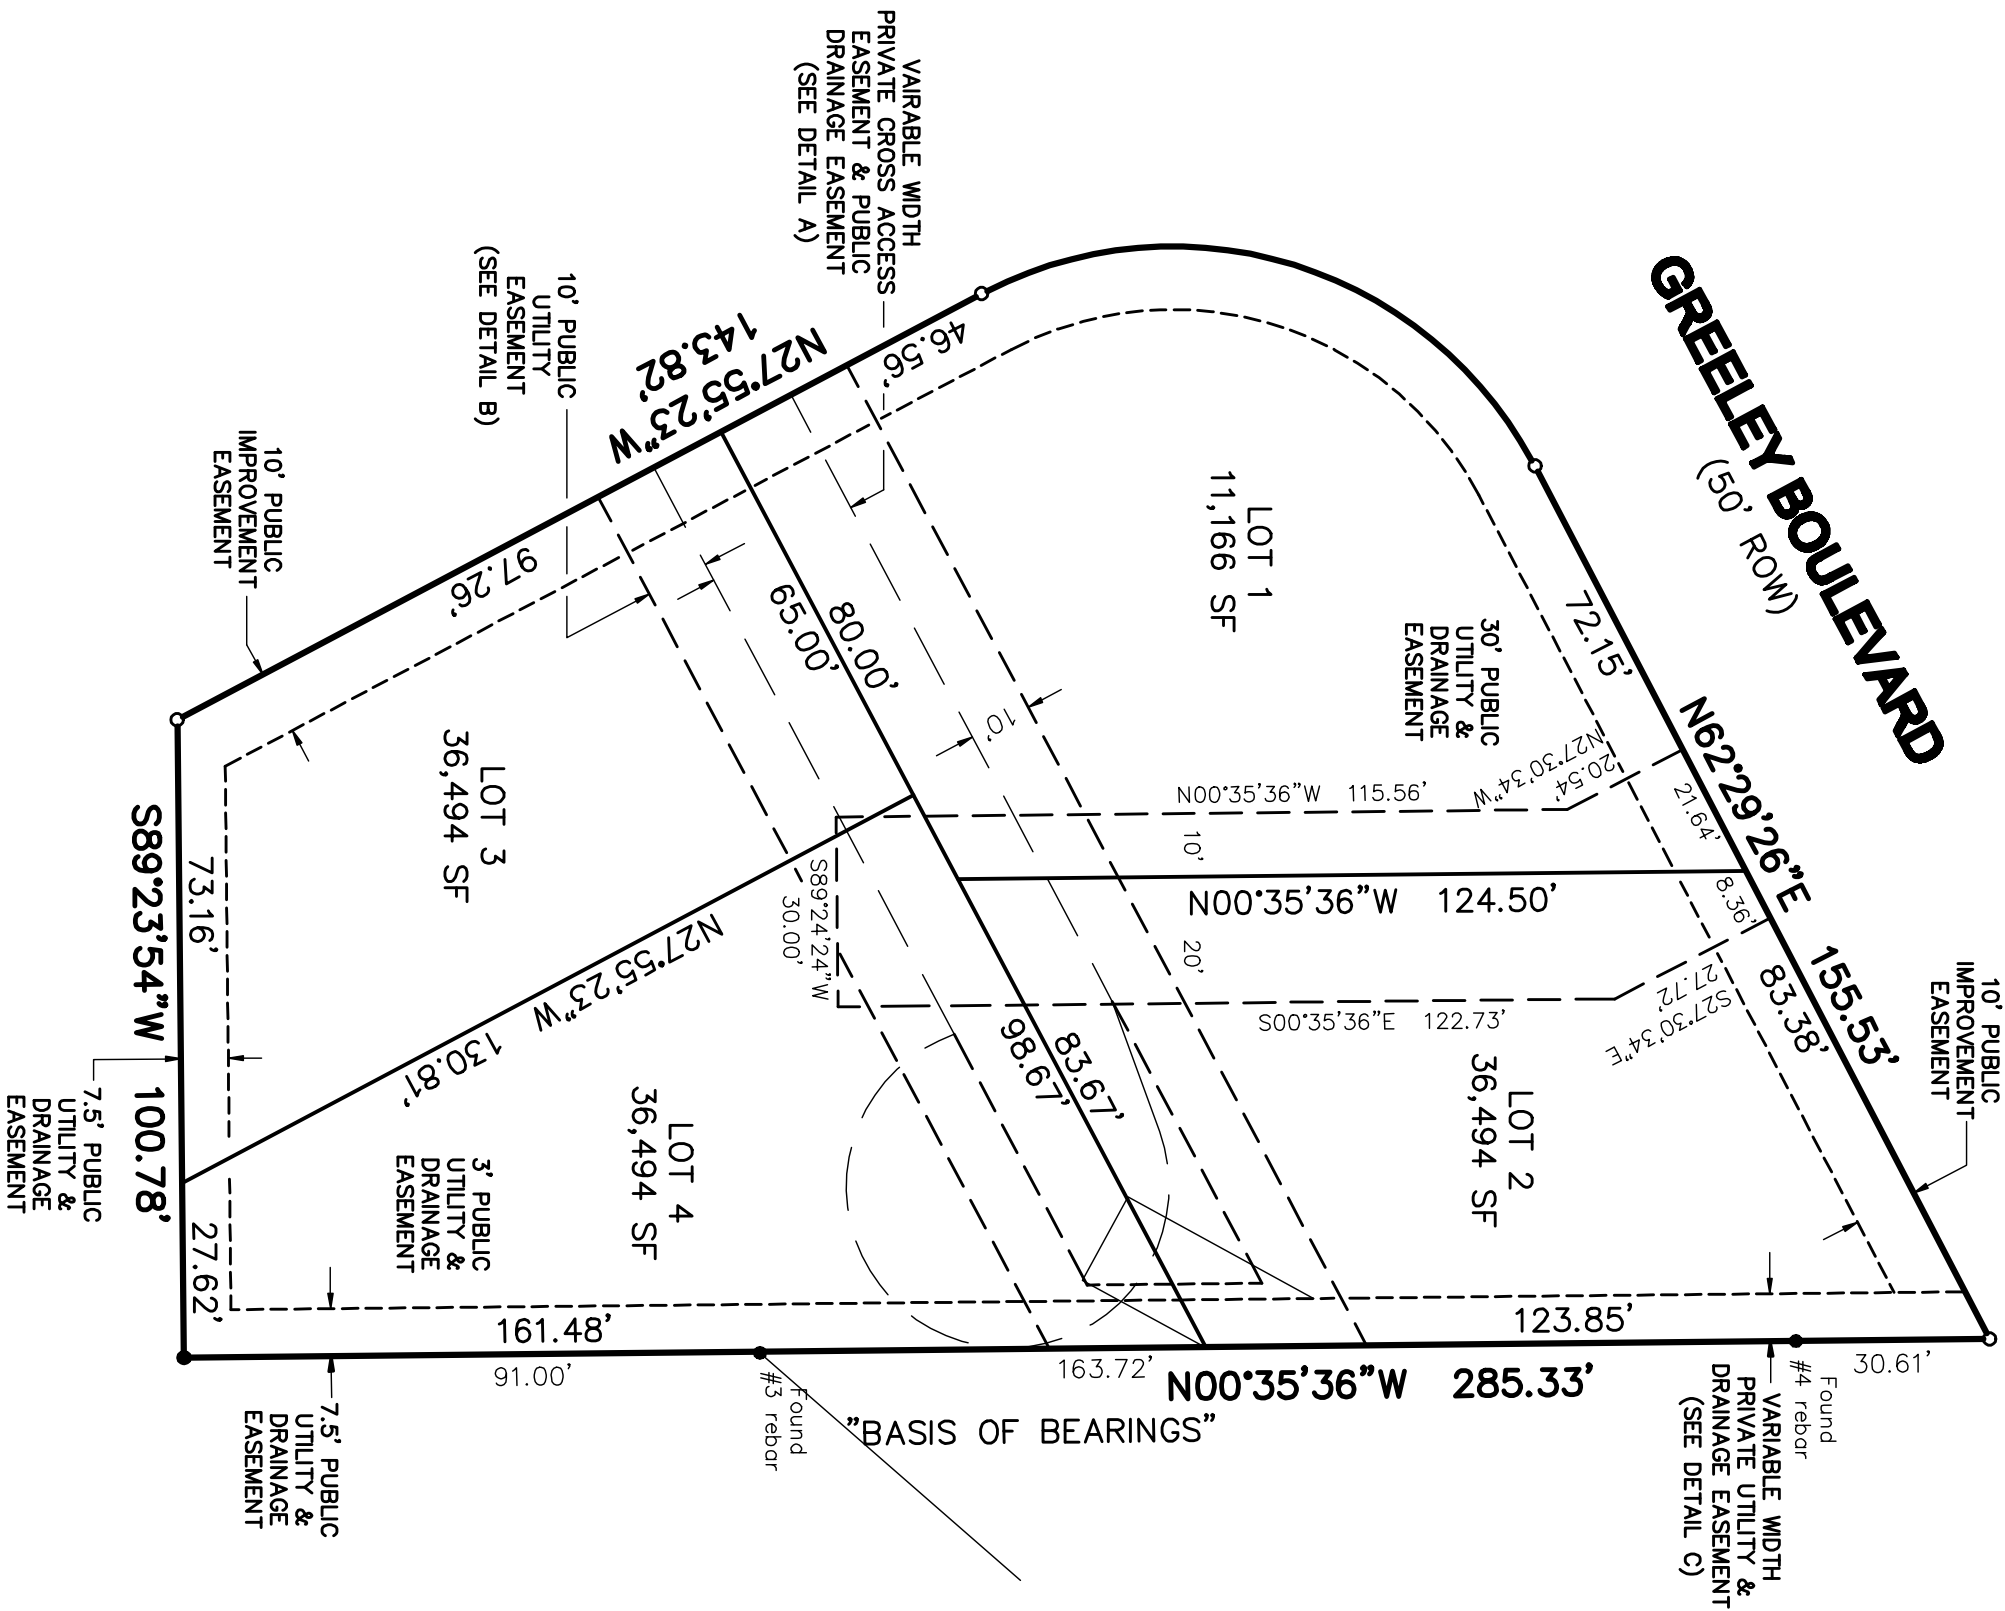 GREELEY BOULEVARD
(50' ROW)
VAIRABLE WIDTH
PRIVATE CROSS ACCESS
EASEMENT & PUBLIC
DRAINAGE EASEMENT
(SEE DETAIL A)
10' PUBLIC
UTILITY
EASEMENT
(SEE DETAIL B)
10' PUBLIC
IMPROVEMENT
EASEMENT
N27°55'23"W
143.82'
46.56'
97.26'
LOT 1
11,166 SF
30' PUBLIC
UTILITY &
DRAINAGE
EASEMENT
72.15'
N62°29'26"E 155.53'
21.64'
8.36'
83.38'
N27°30'34"W
20.54'
N00°35'36"W 115.56'
10'
N00°35'36"W 124.50'
20'
S00°35'36"E 122.73'
S27°30'34"E
27.72'
10' PUBLIC
IMPROVEMENT
EASEMENT
80.00'
65.00'
10'
S89°24'24"W
30.00'
83.67'
98.67'
LOT 2
36,494 SF
LOT 3
36,494 SF
N27°55'23"W 130.81'
LOT 4
36,494 SF
3' PUBLIC
UTILITY &
DRAINAGE
EASEMENT
73.16'
27.62'
S89°23'54"W 100.78'
7.5' PUBLIC
UTILITY &
DRAINAGE
EASEMENT
7.5' PUBLIC
UTILITY &
DRAINAGE
EASEMENT
161.48'
123.85'
91.00'
163.72'
30.61'
N00°35'36"W 285.33'
"BASIS OF BEARINGS"
Found
#3 rebar
Found
#4 rebar
VARIABLE WIDTH
PRIVATE UTILITY &
DRAINAGE EASEMENT
(SEE DETAIL C)